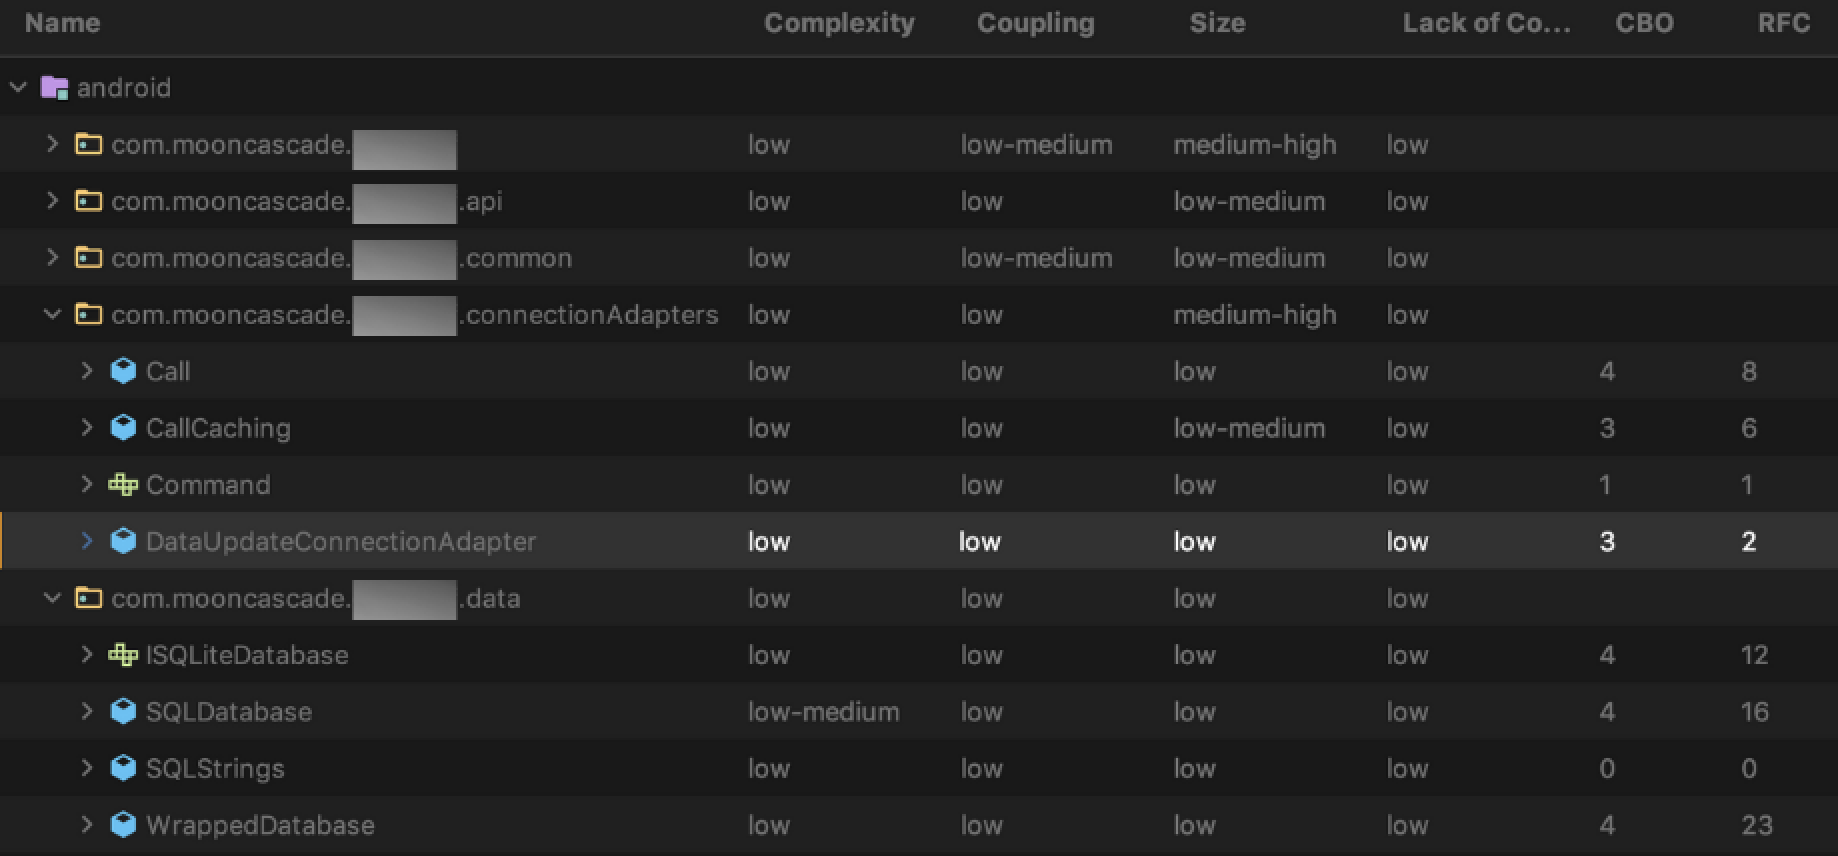 Name Complexity Coupling Size Lack of Co... CBO RFC
android
com.mooncascade. low low-medium medium-high low
com.mooncascade. .api low low low-medium low
com.mooncascade. .common low low-medium low-medium low
com.mooncascade. .connectionAdapters low low medium-high low
Call low low low low 4 8
CallCaching low low low-medium low 3 6
Command low low low low 1 1
DataUpdateConnectionAdapter low low low low 3 2
com.mooncascade. .data low low low low
ISQLiteDatabase low low low low 4 12
SQLDatabase low-medium low low low 4 16
SQLStrings low low low low 0 0
WrappedDatabase low low low low 4 23